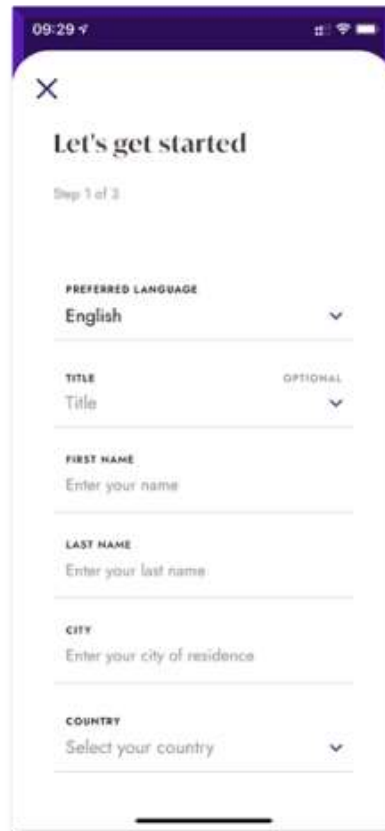 09:29
Let's get started
Step 1 of 3
PREFERRED LANGUAGE
English
TITLE OPTIONAL
Title
FIRST NAME
Enter your name
LAST NAME
Enter your last name
CITY
Enter your city of residence
COUNTRY
Select your country